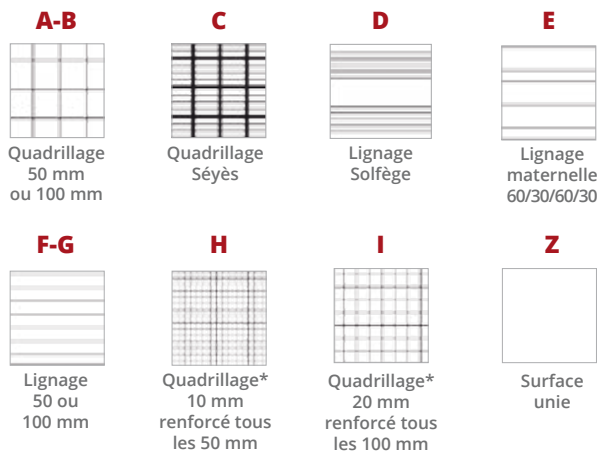 A-B
Quadrillage
50 mm
ou 100 mm
C
Quadrillage
Séyès
D
Lignage
Solfège
E
Lignage
maternelle
60/30/60/30
F-G
Lignage
50 ou
100 mm
H
Quadrillage*
10 mm
renforcé tous
les 50 mm
I
Quadrillage*
20 mm
renforcé tous
les 100 mm
Z
Surface
unie